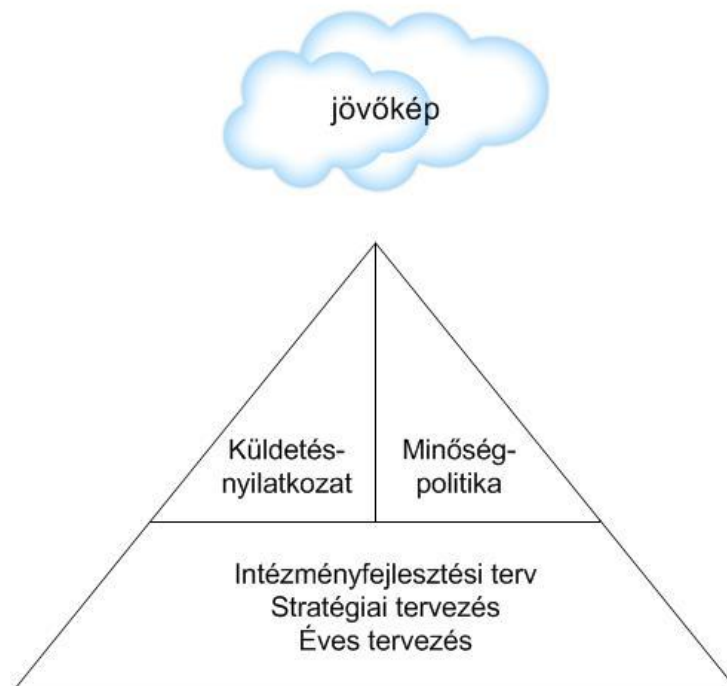 jövőkép
Küldetés-
nyilatkozat
Minőség-
politika
Intézményfejlesztési terv
Stratégiai tervezés
Éves tervezés